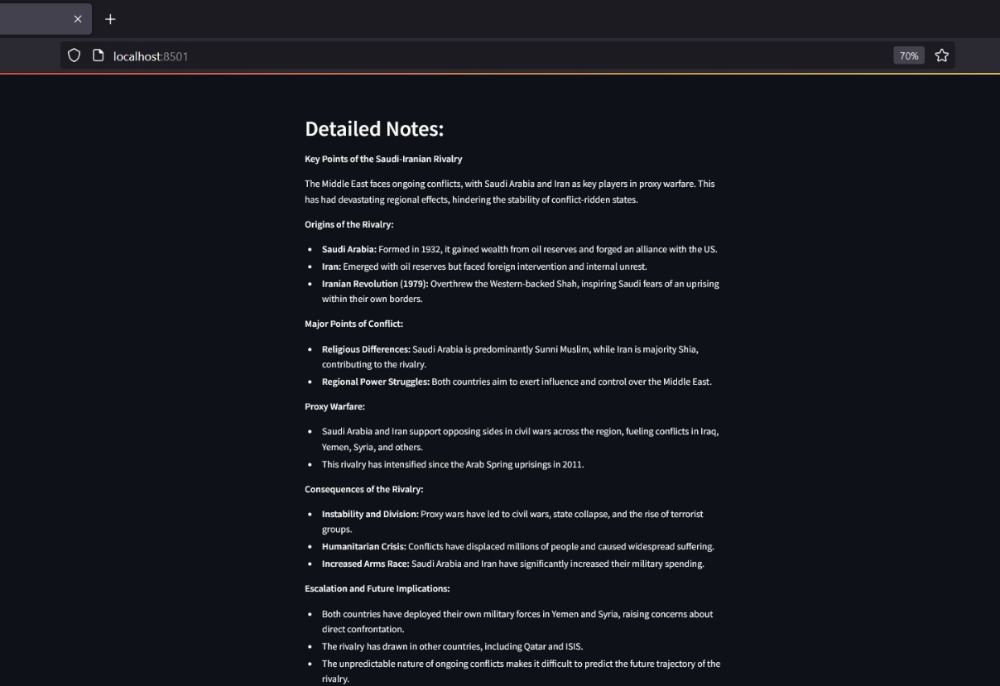 localhost:8501
70%
Detailed Notes:
Key Points of the Saudi-Iranian Rivalry
The Middle East faces ongoing conflicts, with Saudi Arabia and Iran as key players in proxy warfare. This
has had devastating regional effects, hindering the stability of conflict-ridden states.
Origins of the Rivalry:
• Saudi Arabia: Formed in 1932, it gained wealth from oil reserves and forged an alliance with the US.
• Iran: Emerged with oil reserves but faced foreign intervention and internal unrest.
• Iranian Revolution (1979): Overthrew the Western-backed Shah, inspiring Saudi fears of an uprising
within their own borders.
Major Points of Conflict:
• Religious Differences: Saudi Arabia is predominantly Sunni Muslim, while Iran is majority Shia,
contributing to the rivalry.
• Regional Power Struggles: Both countries aim to exert influence and control over the Middle East.
Proxy Warfare:
• Saudi Arabia and Iran support opposing sides in civil wars across the region, fueling conflicts in Iraq,
Yemen, Syria, and others.
• This rivalry has intensified since the Arab Spring uprisings in 2011.
Consequences of the Rivalry:
• Instability and Division: Proxy wars have led to civil wars, state collapse, and the rise of terrorist
groups.
• Humanitarian Crisis: Conflicts have displaced millions of people and caused widespread suffering.
• Increased Arms Race: Saudi Arabia and Iran have significantly increased their military spending.
Escalation and Future Implications:
• Both countries have deployed their own military forces in Yemen and Syria, raising concerns about
direct confrontation.
• The rivalry has drawn in other countries, including Qatar and ISIS.
• The unpredictable nature of ongoing conflicts makes it difficult to predict the future trajectory of the
rivalry.